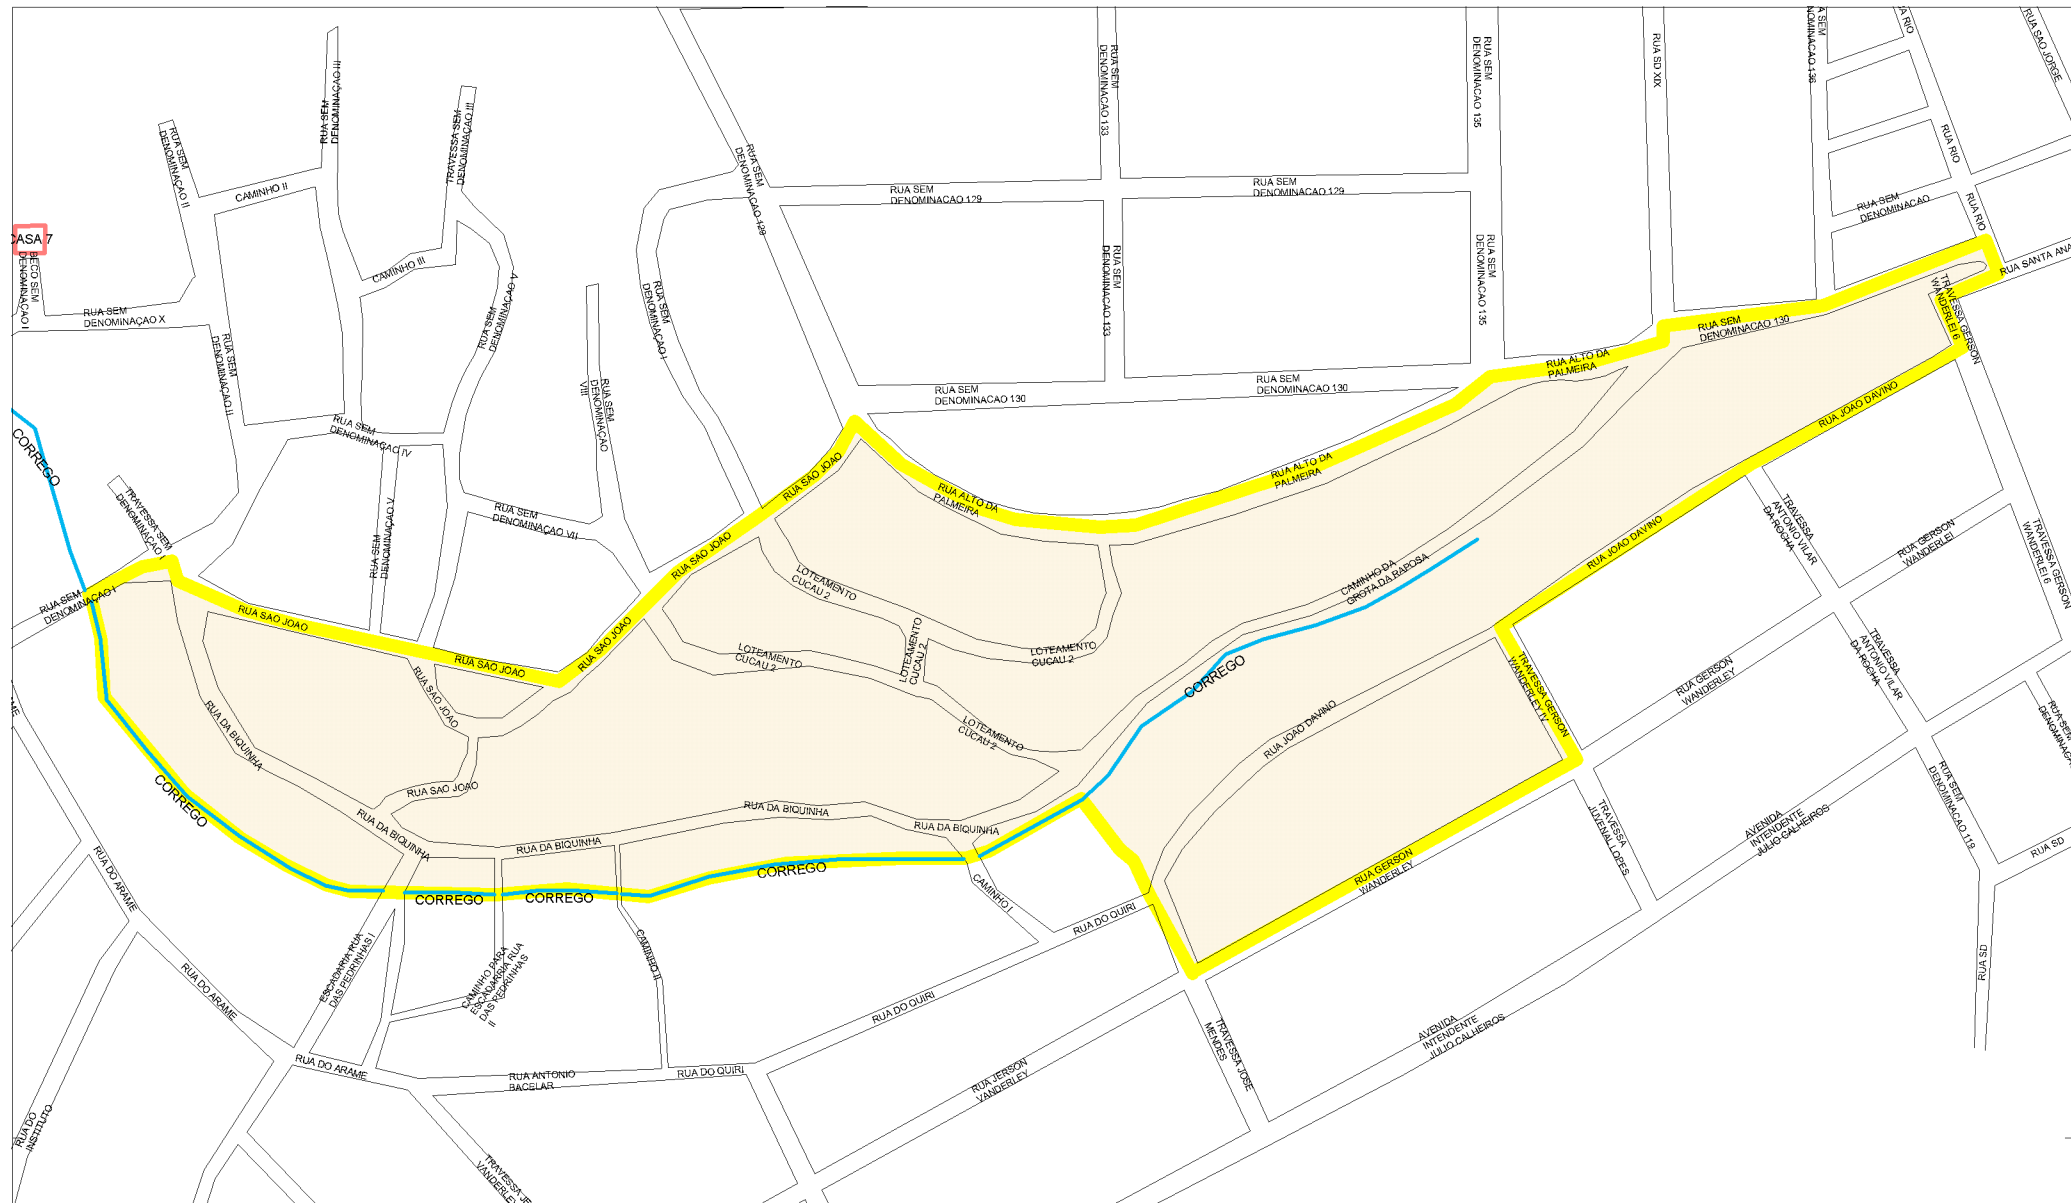 RUA SEM
DENOMINAÇAO III
TRAVESSA SEM
DENOMINAÇAO III
RUA SEM
DENOMINACAO 133
RUA SEM
DENOMINACAO 135
RUA SD XIX
A SEM
NOMINACAO 136
A RIO
RUA SAO JORGE
RUA SEM
DENOMINAÇAO II
CAMINHO II
RUA SEM
DENOMINACAO 129
RUA SEM
DENOMINACAO 129
RUA SEM
DENOMINACAO 129
RUA RIO
RUA SEM
DENOMINACAO
RUA RIO
CASA 7
BECO SEM
DENOMINAÇAO I
CAMINHO III
RUA SEM
DENOMINAÇAO I
RUA SEM
DENOMINACAO 133
RUA SEM
DENOMINACAO 135
RUA SANTA ANA
RUA SEM
DENOMINAÇAO X
RUA SEM
DENOMINAÇAO II
RUA SEM
RUA SEM
DENOMINACAO 130
TRAVESSA GERSON
WANDERLEI 6
RUA ALTO DA
PALMEIRA
RUA SEM
DENOMINAÇAO
VIII
RUA SEM
DENOMINACAO 130
RUA SEM
DENOMINACAO 130
RUA JOAO DAVINO
CORREGO
RUA SEM
DENOMINAÇAO IV
RUA SAO JOAO
RUA ALTO DA
PALMEIRA
RUA ALTO DA
PALMEIRA
TRAVESSA SEM
DENOMINAÇAO I
RUA SEM
DENOMINAÇAO V
RUA SEM
DENOMINAÇAO VII
RUA SAO JOAO
RUA JOAO DAVINO
TRAVESSA
ANTONIO VILAR
DA ROCHA
RUA GERSON
WANDERLEI
TRAVESSA GERSON
WANDERLEI 6
RUA SEM
DENOMINAÇAO I
RUA SAO JOAO
RUA SAO JOAO
RUA SAO JOAO
LOTEAMENTO
CUCAU 2
CAMINHO DA
GROTA DA RAPOSA
LOTEAMENTO
CUCAU 2
LOTEAMENTO
CUCAU 2
LOTEAMENTO
CUCAU 2
CORREGO
TRAVESSA GERSON
WANDERLEY IV
RUA GERSON
WANDERLEY
TRAVESSA
ANTONIO VILAR
DA ROCHA
RUA SAO JOAO
RUA DA BIQUINHA
LOTEAMENTO
CUCAU 2
RUA JOAO DAVINO
RUA SEM
DENOMINAC
CORREGO
RUA SAO JOAO
RUA DA BIQUINHA
RUA DA BIQUINHA
RUA DA BIQUINHA
RUA DA BIQUINHA
TRAVESSA
JUVENAL LOPES
AVENIDA
INTENDENTE
JULIO CALHEIROS
RUA SEM
DENOMINACAO 119
RUA SD
RUA DO ARAME
CORREGO
CORREGO
CORREGO
CAMINHO I
RUA GERSON
WANDERLEY
RUA DO QUIRI
ESCADARIA RUA
DAS PEDRINHAS I
CAMINHO PARA
ESCADARRIA RUA
DAS PEDRINHAS
II
CAMINHO II
RUA SD
RUA DO ARAME
RUA DO QUIRI
AVENIDA
INTENDENTE
JULIO CALHEIROS
RUA DO ARAME
RUA ANTONIO
BACELAR
RUA DO QUIRI
RUA JERSON
VANDERLEY
TRAVESSA JOSE
MENDES
RUA DO
INSTITUTO
TRAVESSA JE
VANDERLEY